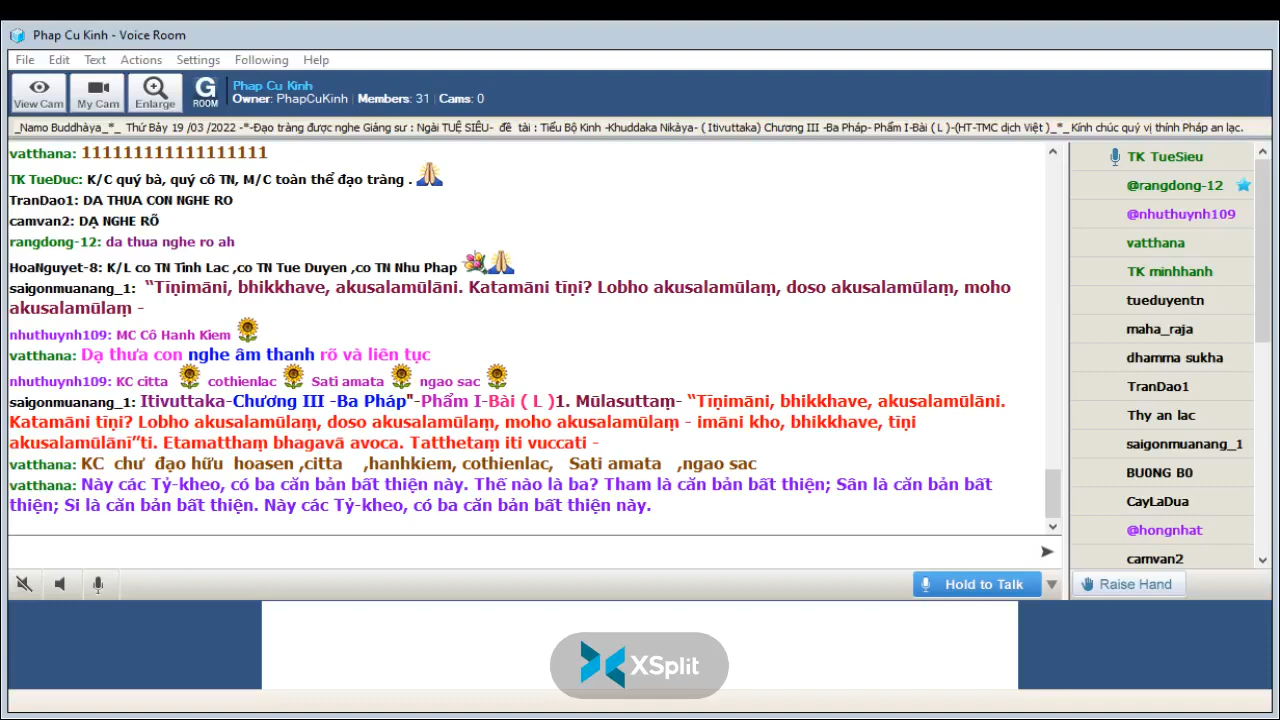 Phap Cu Kinh - Voice Room
File Edit Text Actions Settings Following Help
View Cam My Cam Enlarge G ROOM
Phap Cu Kinh
Owner: PhapCuKinh | Members: 31 | Cams: 0
_Namo Buddhàya_*_ Thứ Bảy 19 /03 /2022 -*-Đạo tràng được nghe Giảng sư : Ngài TUỆ SIÊU- đề tài : Tiểu Bộ Kinh -Khuddaka Nikàya- ( Itivuttaka) Chương III -Ba Pháp- Phẩm I-Bài ( L )-(HT-TMC dịch Việt )_*_ Kính chúc quý vị thính Pháp an lạc.
vatthana: 111111111111111111
TK TueDuc: K/C quý bà, quý cô TN, M/C toàn thể đạo tràng .
TranDao1: DA THUA CON NGHE RO
camvan2: DẠ NGHE RÕ
rangdong-12: da thua nghe ro ah
HoaNguyet-8: K/L co TN Tinh Lac ,co TN Tue Duyen ,co TN Nhu Phap
saigonmuanang_1: “Tīṇimāni, bhikkhave, akusalamūlāni. Katamāni tīṇi? Lobho akusalamūlaṃ, doso akusalamūlaṃ, moho
akusalamūlaṃ -
nhuthuynh109: MC Cô Hanh Kiem
vatthana: Dạ thưa con nghe âm thanh rõ và liên tục
nhuthuynh109: KC citta cothienlac Sati amata ngao sac
saigonmuanang_1: Itivuttaka-Chương III -Ba Pháp"-Phẩm I-Bài ( L )1. Mūlasuttaṃ- “Tīṇimāni, bhikkhave, akusalamūlāni.
Katamāni tīṇi? Lobho akusalamūlaṃ, doso akusalamūlaṃ, moho akusalamūlaṃ - imāni kho, bhikkhave, tīṇi
akusalamūlānī”ti. Etamatthaṃ bhagavā avoca. Tatthetaṃ iti vuccati -
vatthana: KC chư đạo hữu hoasen ,citta ,hanhkiem, cothienlac, Sati amata ,ngao sac
vatthana: Này các Tỷ-kheo, có ba căn bản bất thiện này. Thế nào là ba? Tham là căn bản bất thiện; Sân là căn bản bất
thiện; Si là căn bản bất thiện. Này các Tỷ-kheo, có ba căn bản bất thiện này.
TK TueSieu
@rangdong-12
@nhuthuynh109
vatthana
TK minhhanh
tueduyentn
maha_raja
dhamma sukha
TranDao1
Thy an lac
saigonmuanang_1
BU0NG B0
CayLaDua
@hongnhat
camvan2
Hold to Talk
Raise Hand
XSplit